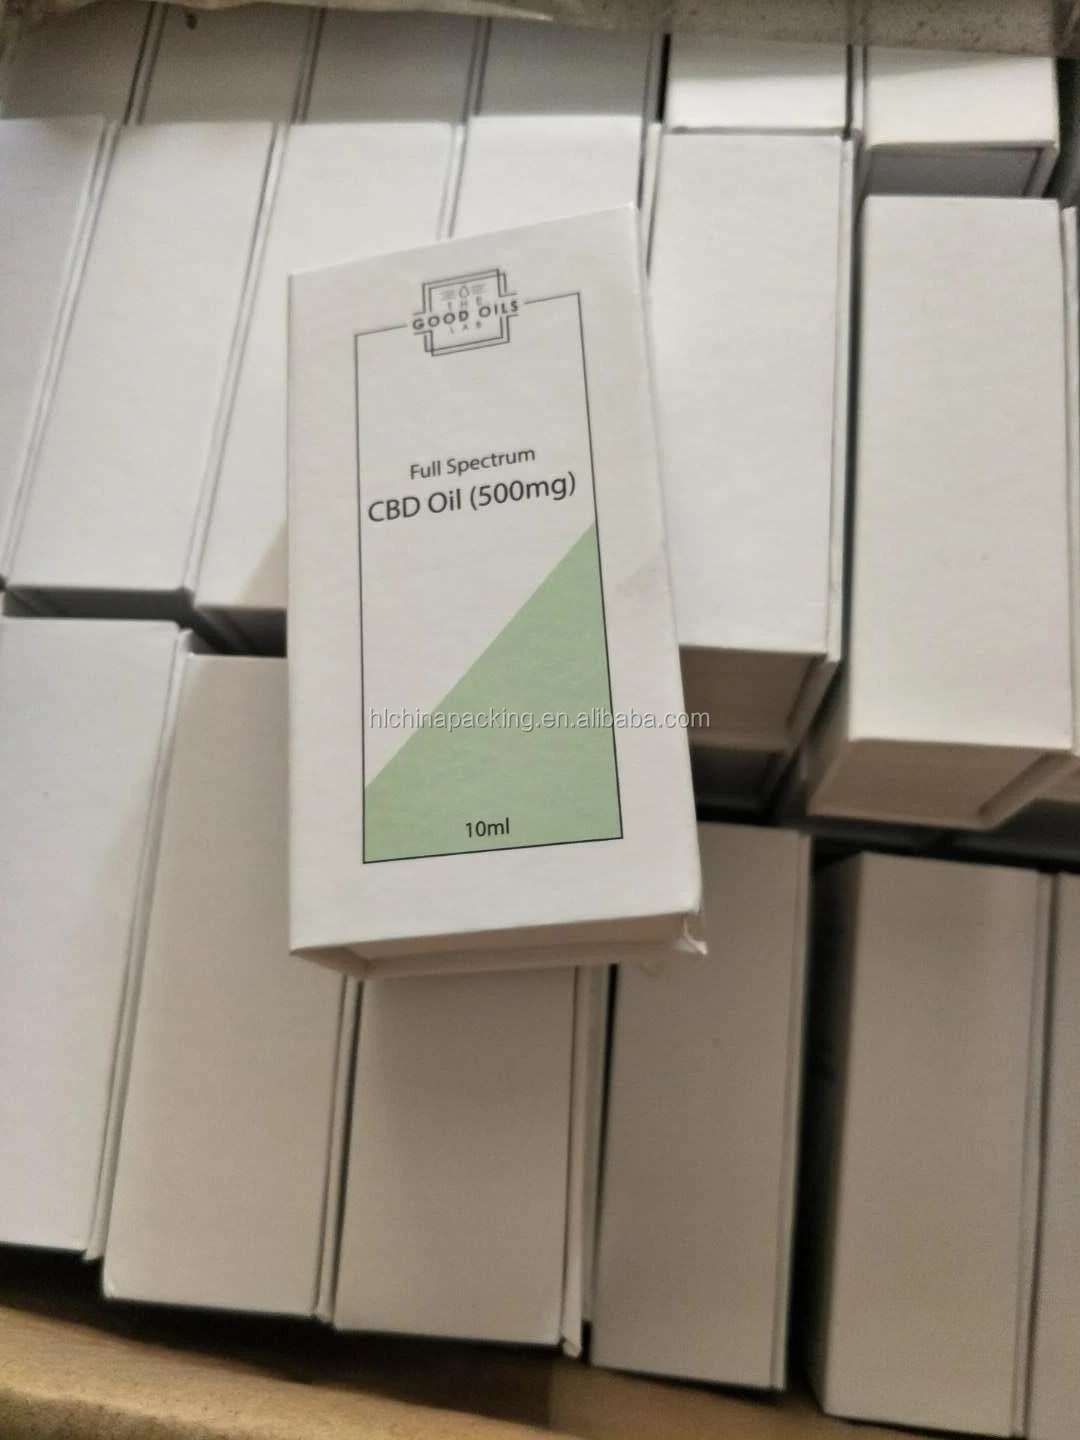 THE
GOOD OILS
LAB
Full Spectrum
CBD Oil (500mg)
hlchinapacking.en.alibaba.com
10ml